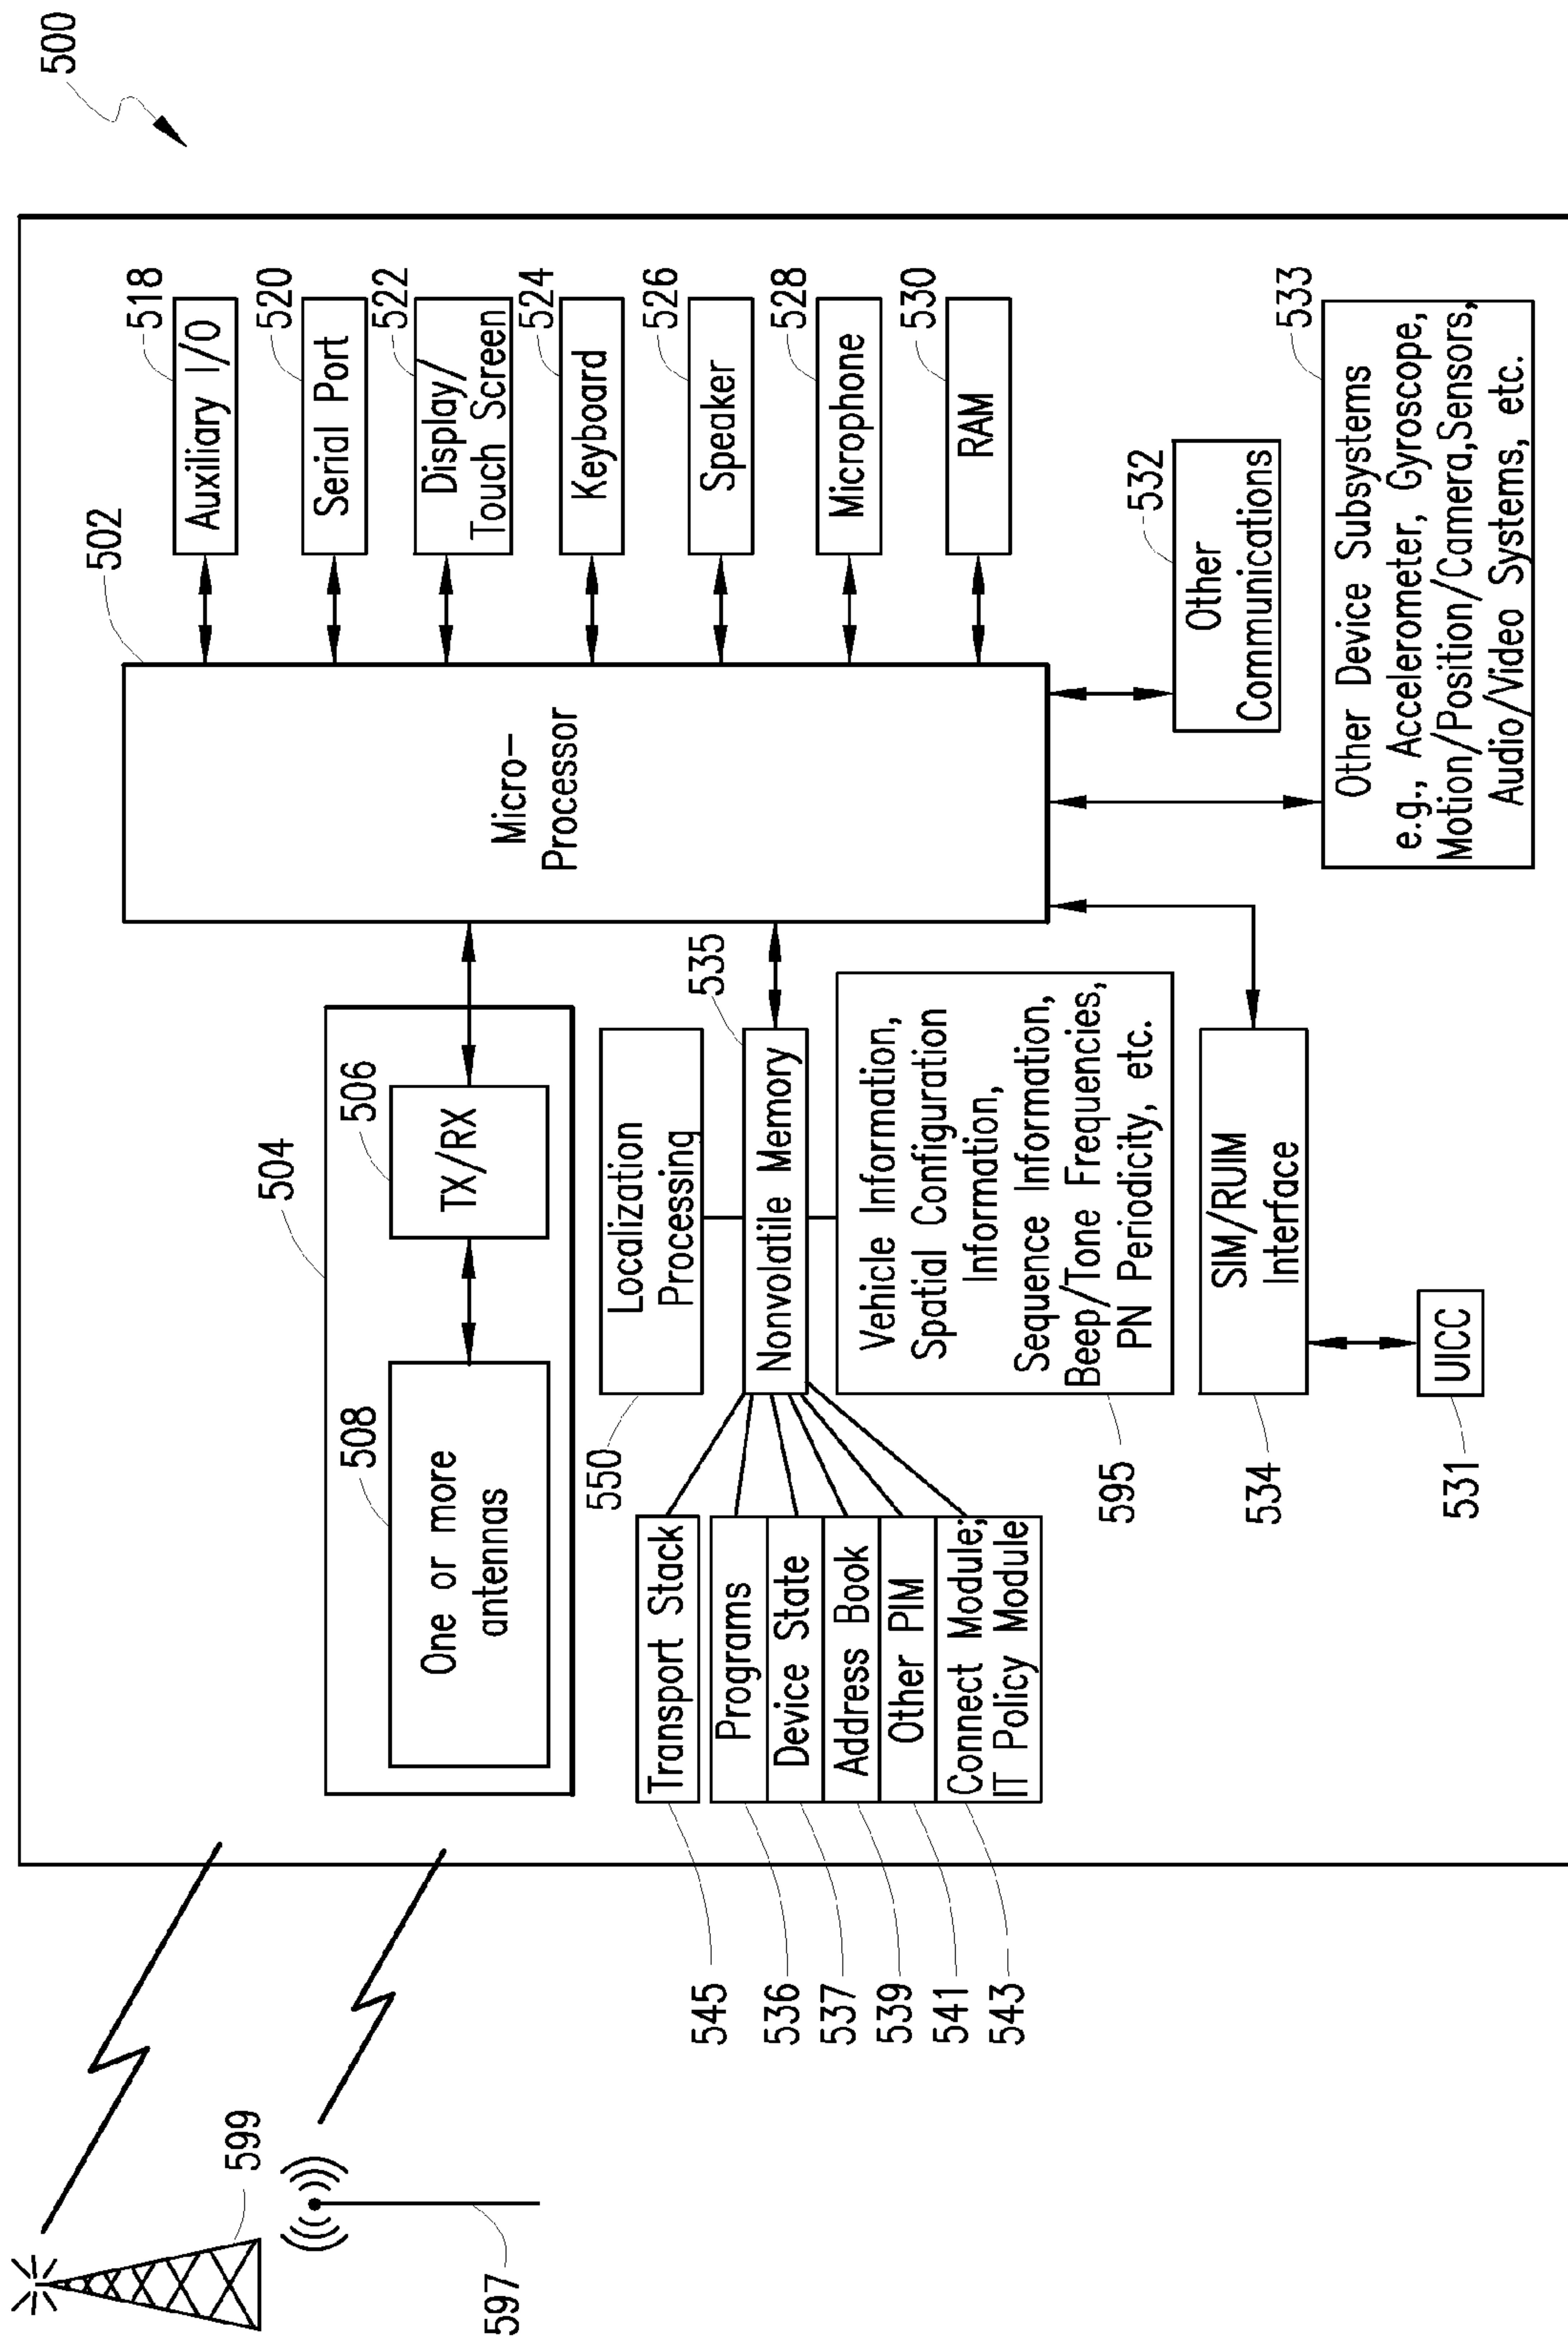 500
502
518
Auxiliary I/O
520
Serial Port
522
Display/
Touch Screen
524
Keyboard
526
Speaker
528
Microphone
530
RAM
Micro-
Processor
532
Other
Communications
533
Other Device Subsystems
e.g., Accelerometer, Gyroscope,
Motion/Position/Camera,Sensors,
Audio/Video Systems, etc.
504
506
TX/RX
508
One or more
antennas
550
Localization
Processing
535
Nonvolatile Memory
Vehicle Information,
Spatial Configuration
Information,
Sequence Information,
Beep/Tone Frequencies,
PN Periodicity, etc.
595
SIM/RUIM
Interface
534
UICC
531
Transport Stack
Programs
Device State
Address Book
Other PIM
Connect Module;
IT Policy Module
545
536
537
539
541
543
599
597